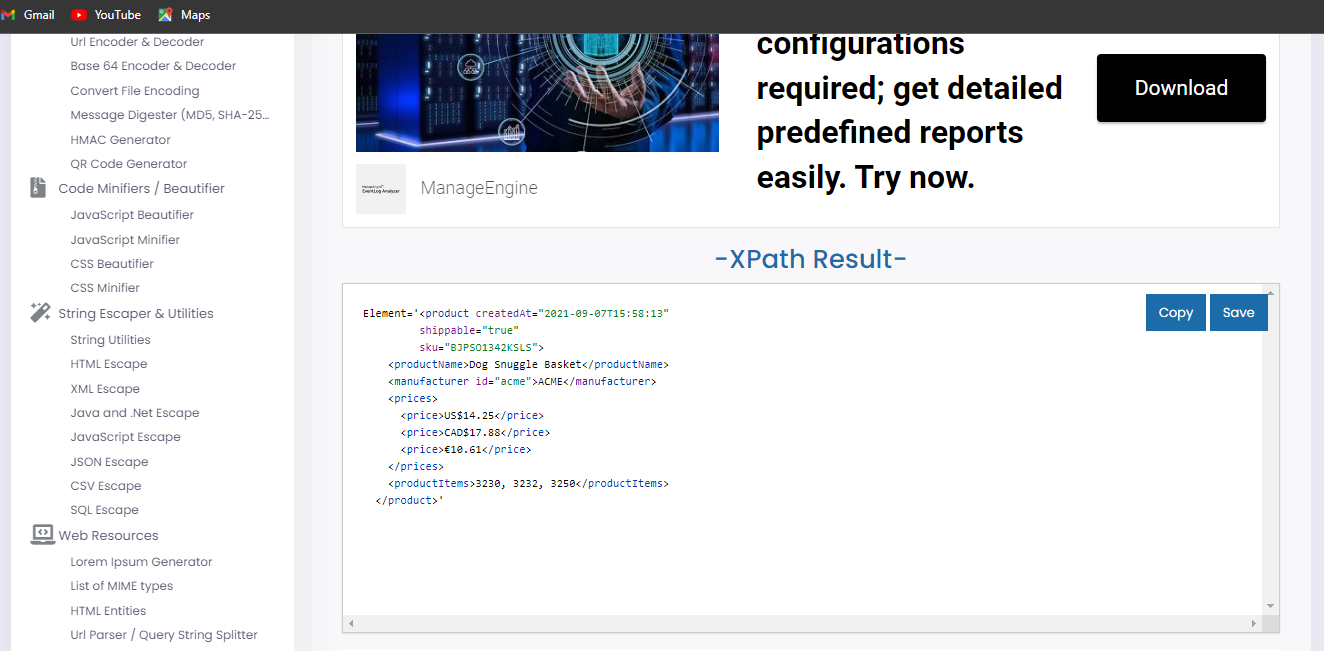 Gmail YouTube Maps
Url Encoder & Decoder
Base 64 Encoder & Decoder
Convert File Encoding
Message Digester (MD5, SHA-25...
HMAC Generator
QR Code Generator
Code Minifiers / Beautifier
JavaScript Beautifier
JavaScript Minifier
CSS Beautifier
CSS Minifier
String Escaper & Utilities
String Utilities
HTML Escape
XML Escape
Java and .Net Escape
JavaScript Escape
JSON Escape
CSV Escape
SQL Escape
Web Resources
Lorem Ipsum Generator
List of MIME types
HTML Entities
Url Parser / Query String Splitter
configurations
required; get detailed
predefined reports
easily. Try now.
Download
EventLog Analyzer
ManageEngine
-XPath Result-
Copy Save
Element='<product createdAt="2021-09-07T15:58:13"
shippable="true"
sku="BJPSO1342KSLS">
<productName>Dog Snuggle Basket</productName>
<manufacturer id="acme">ACME</manufacturer>
<prices>
<price>US$14.25</price>
<price>CAD$17.88</price>
<price>€10.61</price>
</prices>
<productItems>3230, 3232, 3250</productItems>
</product>'